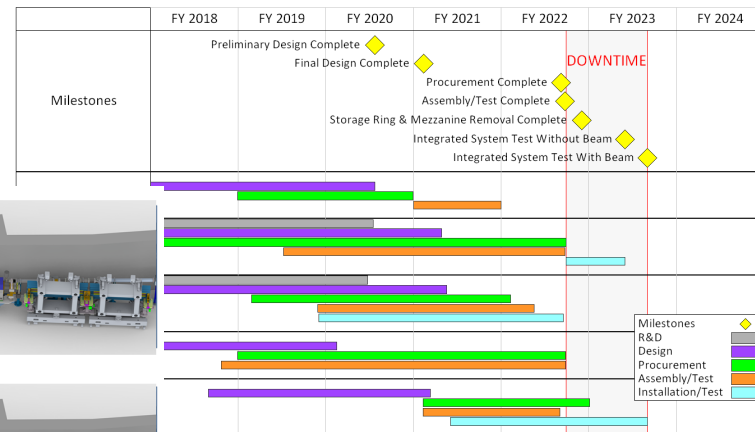 FY 2018 FY 2019 FY 2020 FY 2021 FY 2022 FY 2023 FY 2024
Milestones
Preliminary Design Complete
Final Design Complete
DOWNTIME
Procurement Complete
Assembly/Test Complete
Storage Ring & Mezzanine Removal Complete
Integrated System Test Without Beam
Integrated System Test With Beam
Milestones
R&D
Design
Procurement
Assembly/Test
Installation/Test